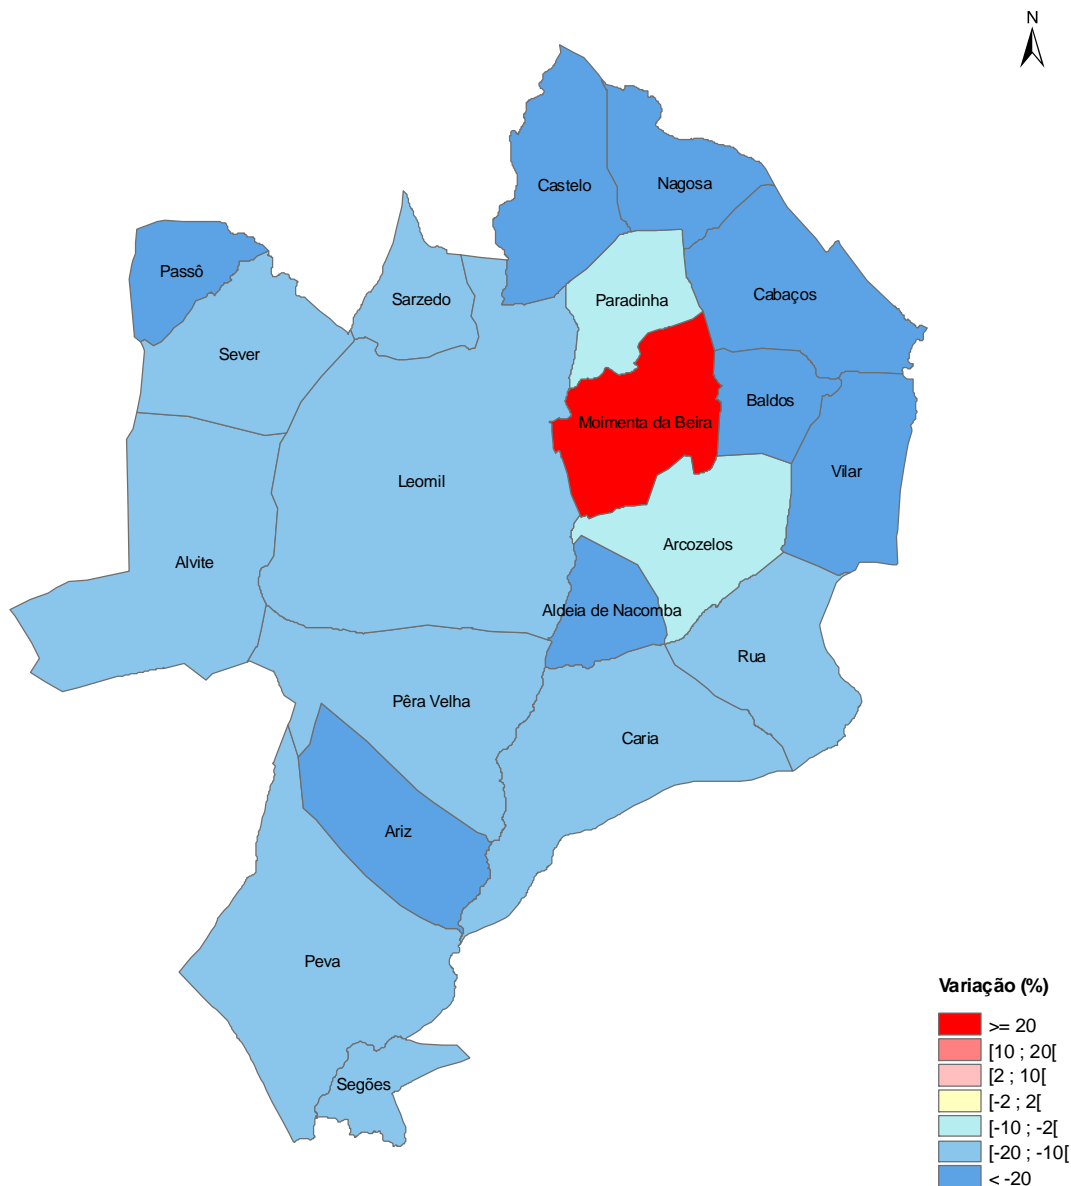 N
Castelo
Nagosa
Passô
Sarzedo
Paradinha
Cabaços
Sever
Baldos
Moimenta da Beira
Vilar
Leomil
Arcozelos
Alvite
Aldeia de Nacomba
Rua
Pêra Velha
Caria
Ariz
Peva
Segões
Variação (%)
>= 20
[10 ; 20[
[2 ; 10[
[-2 ; 2[
[-10 ; -2[
[-20 ; -10[
< -20